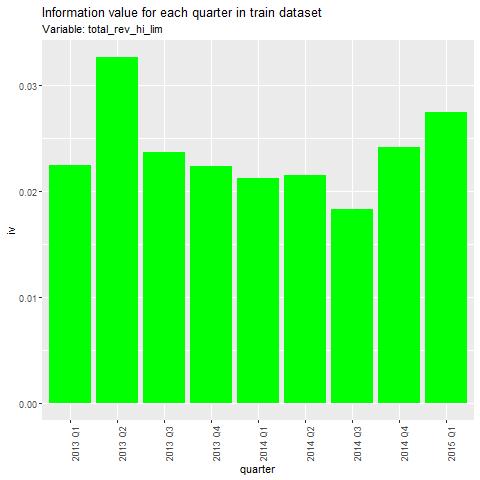 Information value for each quarter in train dataset
Variable: total_rev_hi_lim
iv
0.03
0.02
0.01
0.00
2013 Q1
2013 Q2
2013 Q3
2013 Q4
2014 Q1
2014 Q2
2014 Q3
2014 Q4
2015 Q1
quarter